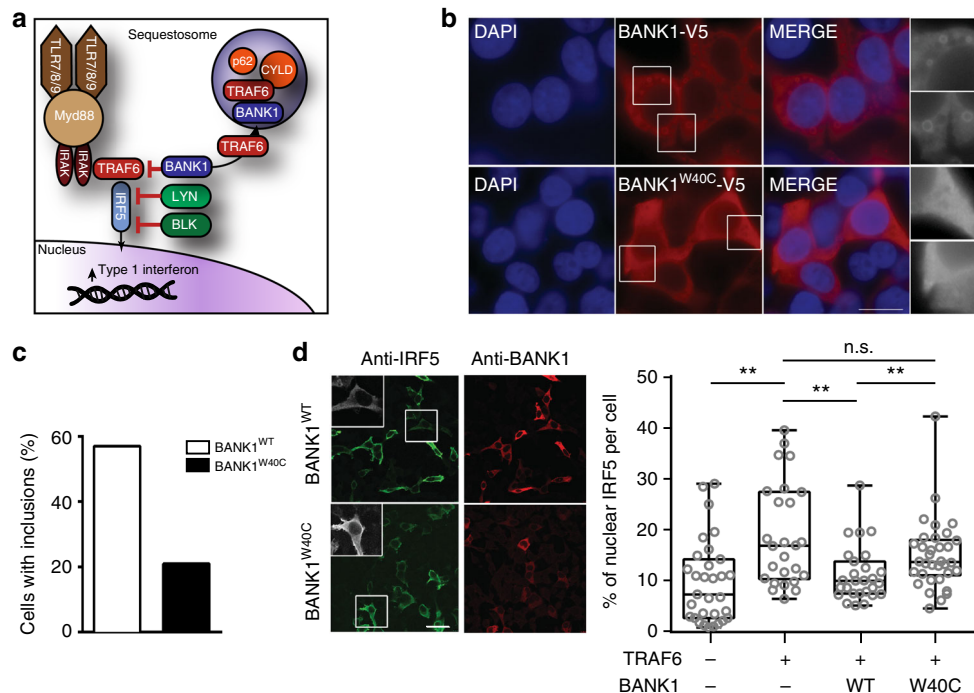 a
Sequestosome
TLR7/8/9
TLR7/8/9
p62
CYLD
TRAF6
BANK1
Myd88
TRAF6
IRAK
IRAK
TRAF6
BANK1
IRF5
LYN
BLK
Nucleus
Type 1 interferon
b
DAPI
BANK1-V5
MERGE
DAPI
BANK1W40C-V5
MERGE
c
Cells with inclusions (%)
60
40
20
0
BANK1WT
BANK1W40C
d
Anti-IRF5
Anti-BANK1
BANK1WT
BANK1W40C
% of nuclear IRF5 per cell
50
40
30
20
10
0
n.s.
**
**
**
TRAF6 – + + +
BANK1 – – WT W40C